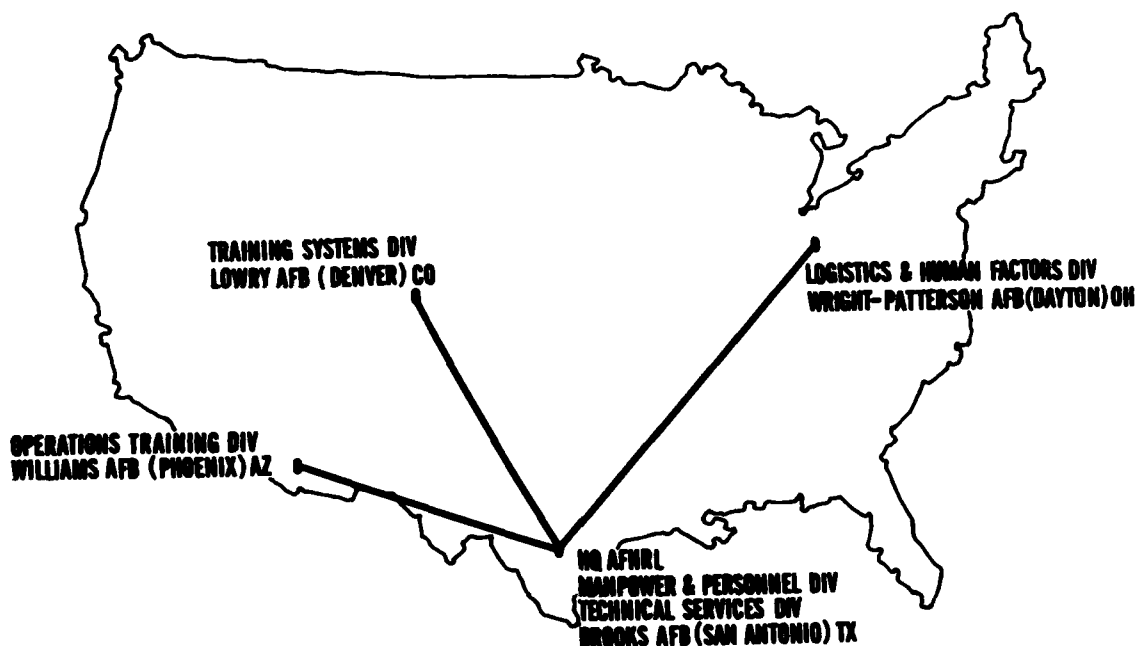 TRAINING SYSTEMS DIV
LOWRY AFB (DENVER) CO
LOGISTICS & HUMAN FACTORS DIV
WRIGHT-PATTERSON AFB(DAYTON) OH
OPERATIONS TRAINING DIV
WILLIAMS AFB (PHOENIX) AZ
HQ AFHRL
MANPOWER & PERSONNEL DIV
TECHNICAL SERVICES DIV
BROOKS AFB (SAN ANTONIO) TX